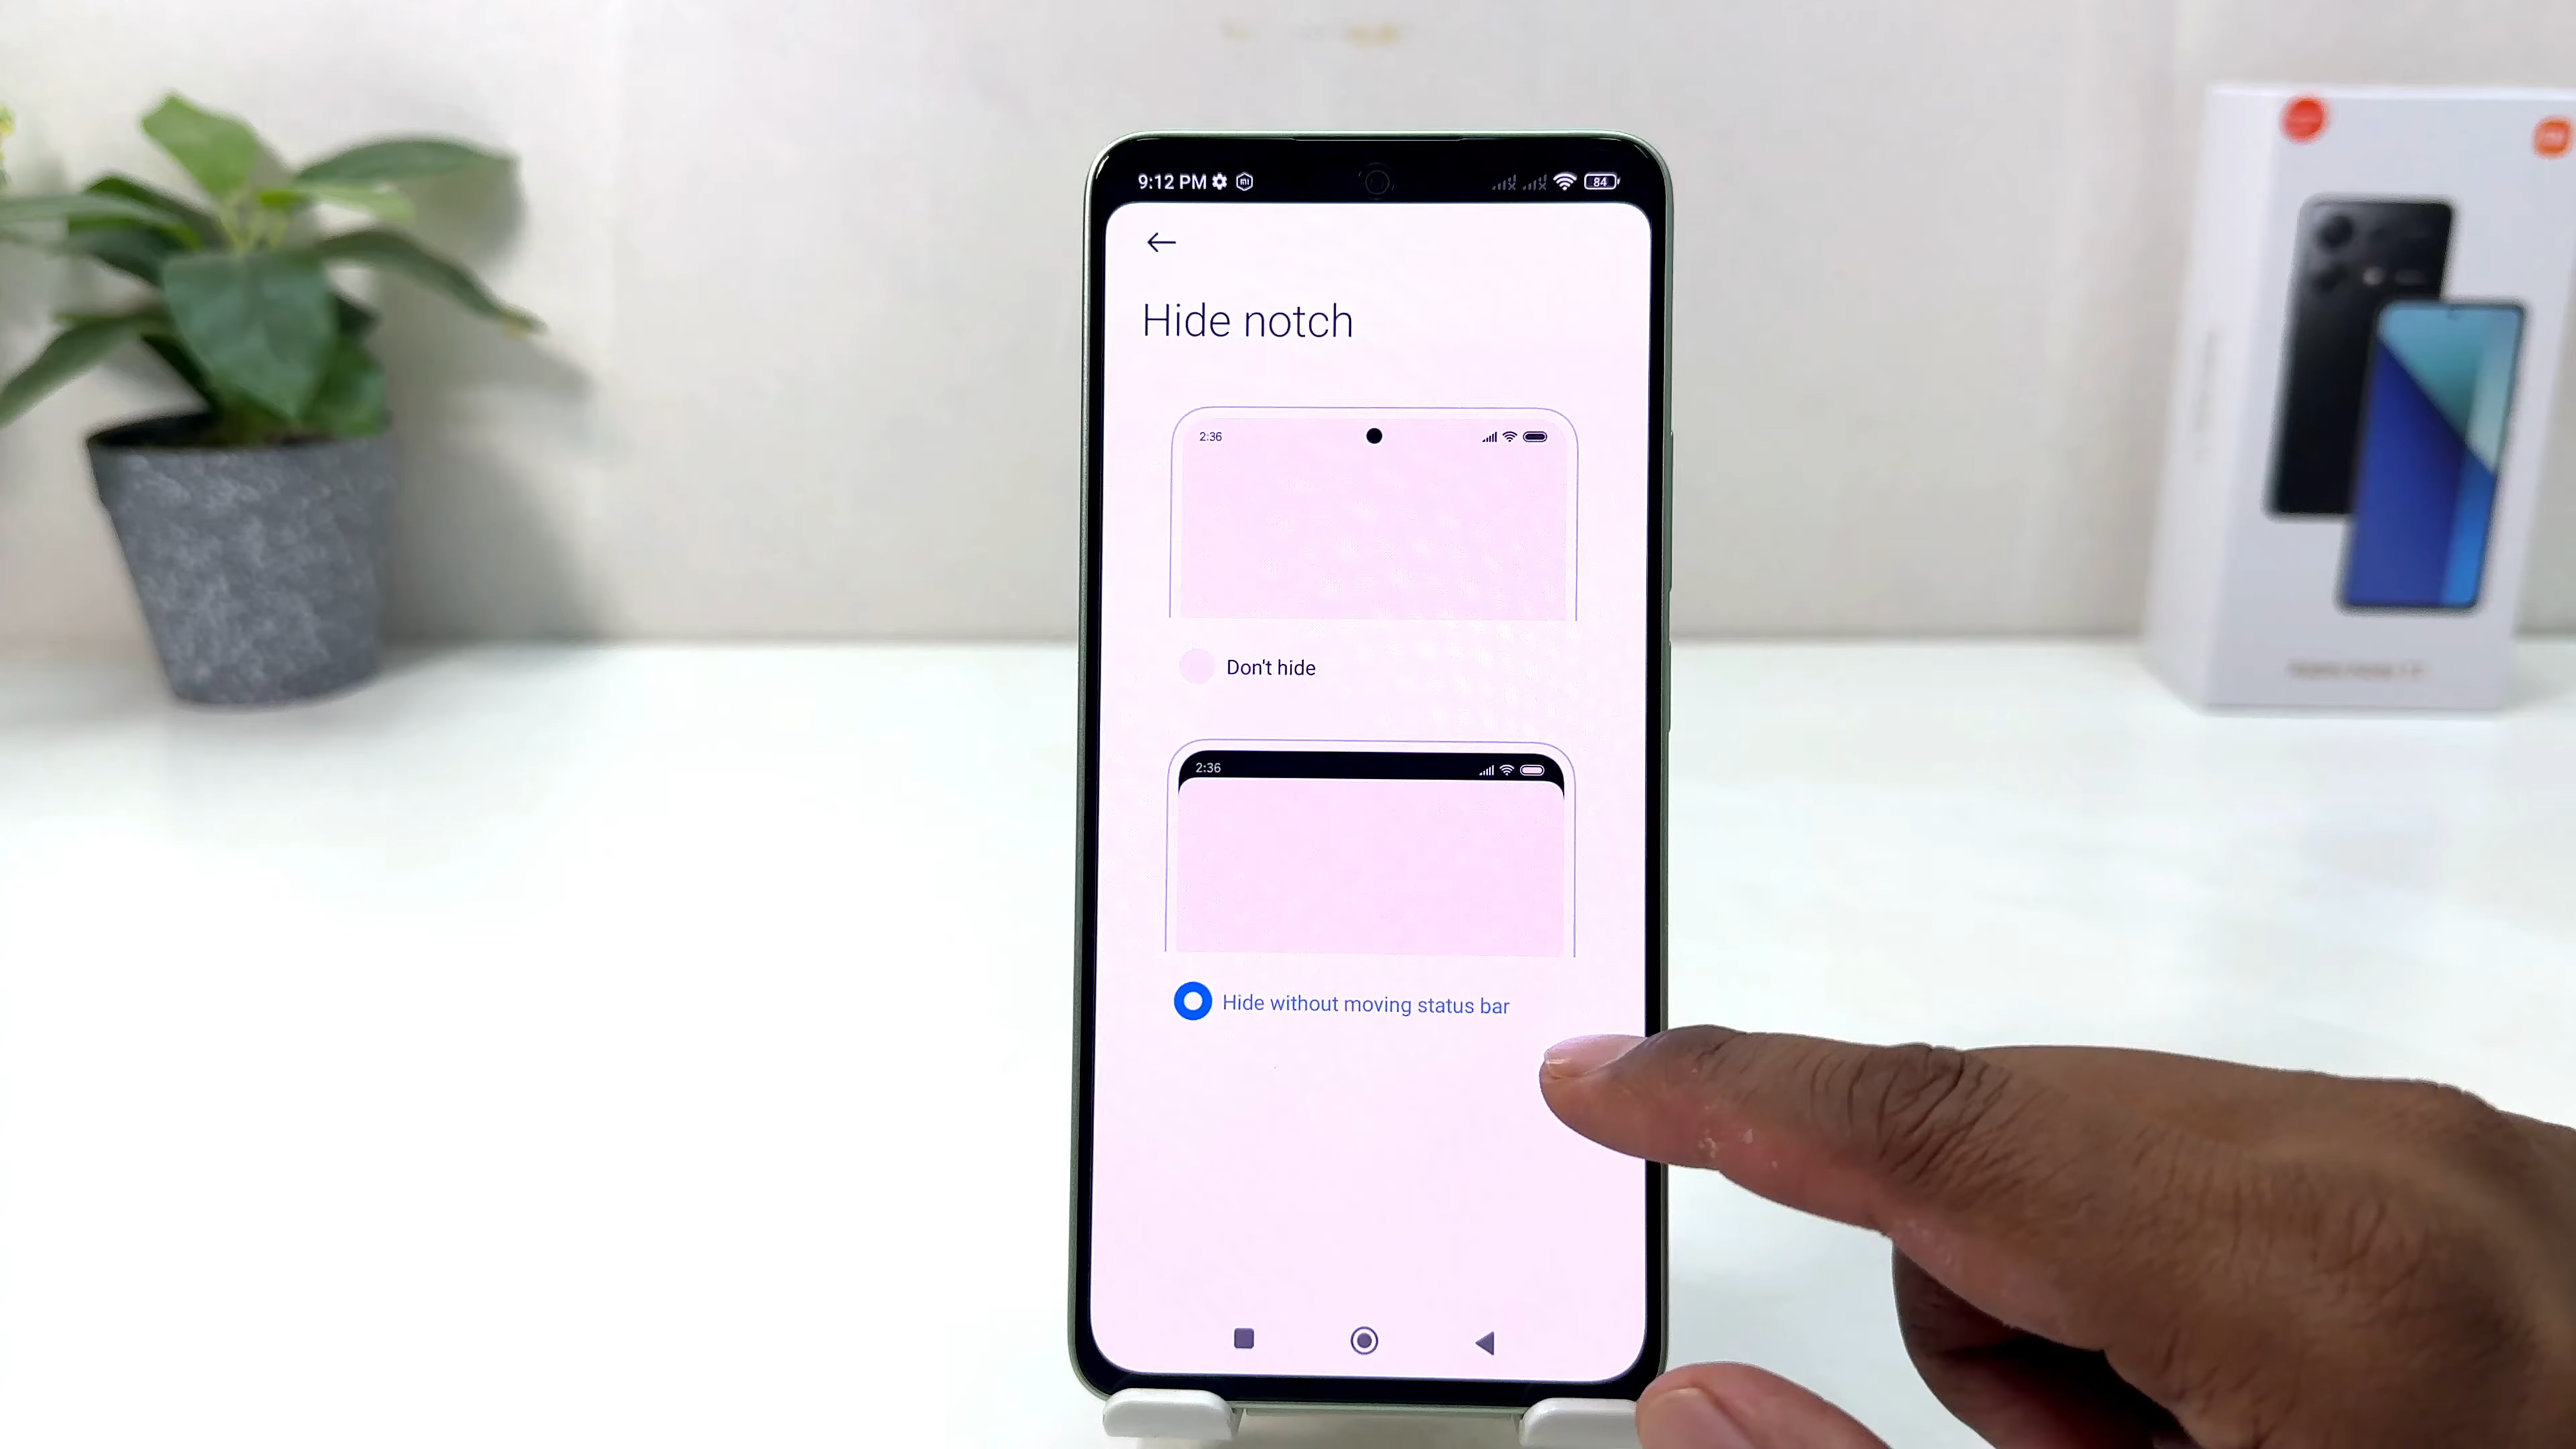 9:12 PM
84
Hide notch
2:36
Don't hide
2:36
Hide without moving status bar